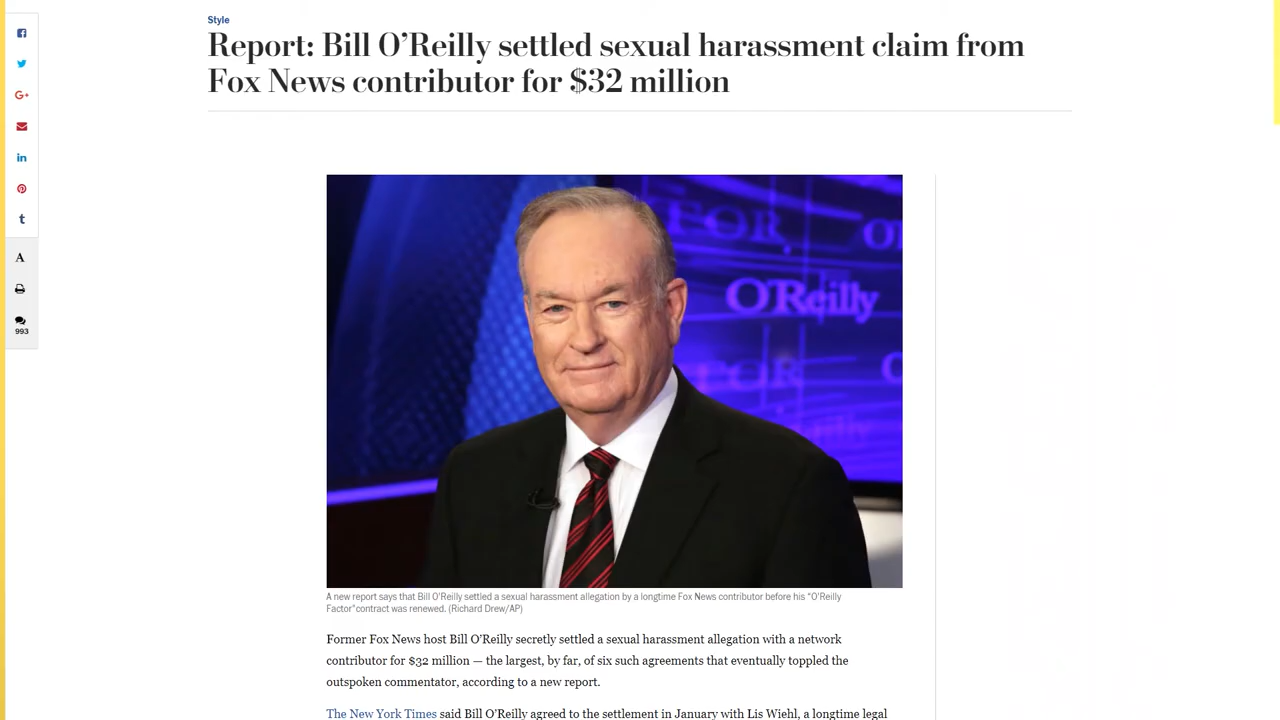 Style
Report: Bill O’Reilly settled sexual harassment claim from
Fox News contributor for $32 million
G+
in
t
A
993
FOR
O'Reilly
A new report says that Bill O’Reilly settled a sexual harassment allegation by a longtime Fox News contributor before his “O’Reilly
Factor”contract was renewed. (Richard Drew/AP)
Former Fox News host Bill O’Reilly secretly settled a sexual harassment allegation with a network
contributor for $32 million — the largest, by far, of six such agreements that eventually toppled the
outspoken commentator, according to a new report.
The New York Times said Bill O’Reilly agreed to the settlement in January with Lis Wiehl, a longtime legal